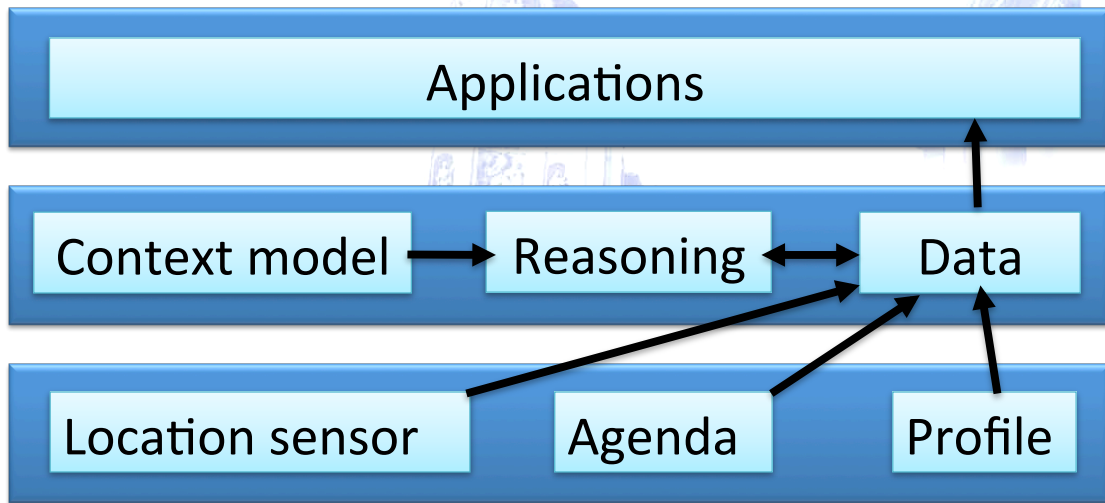 Applications
Context model
Reasoning
Data
Location sensor
Agenda
Profile